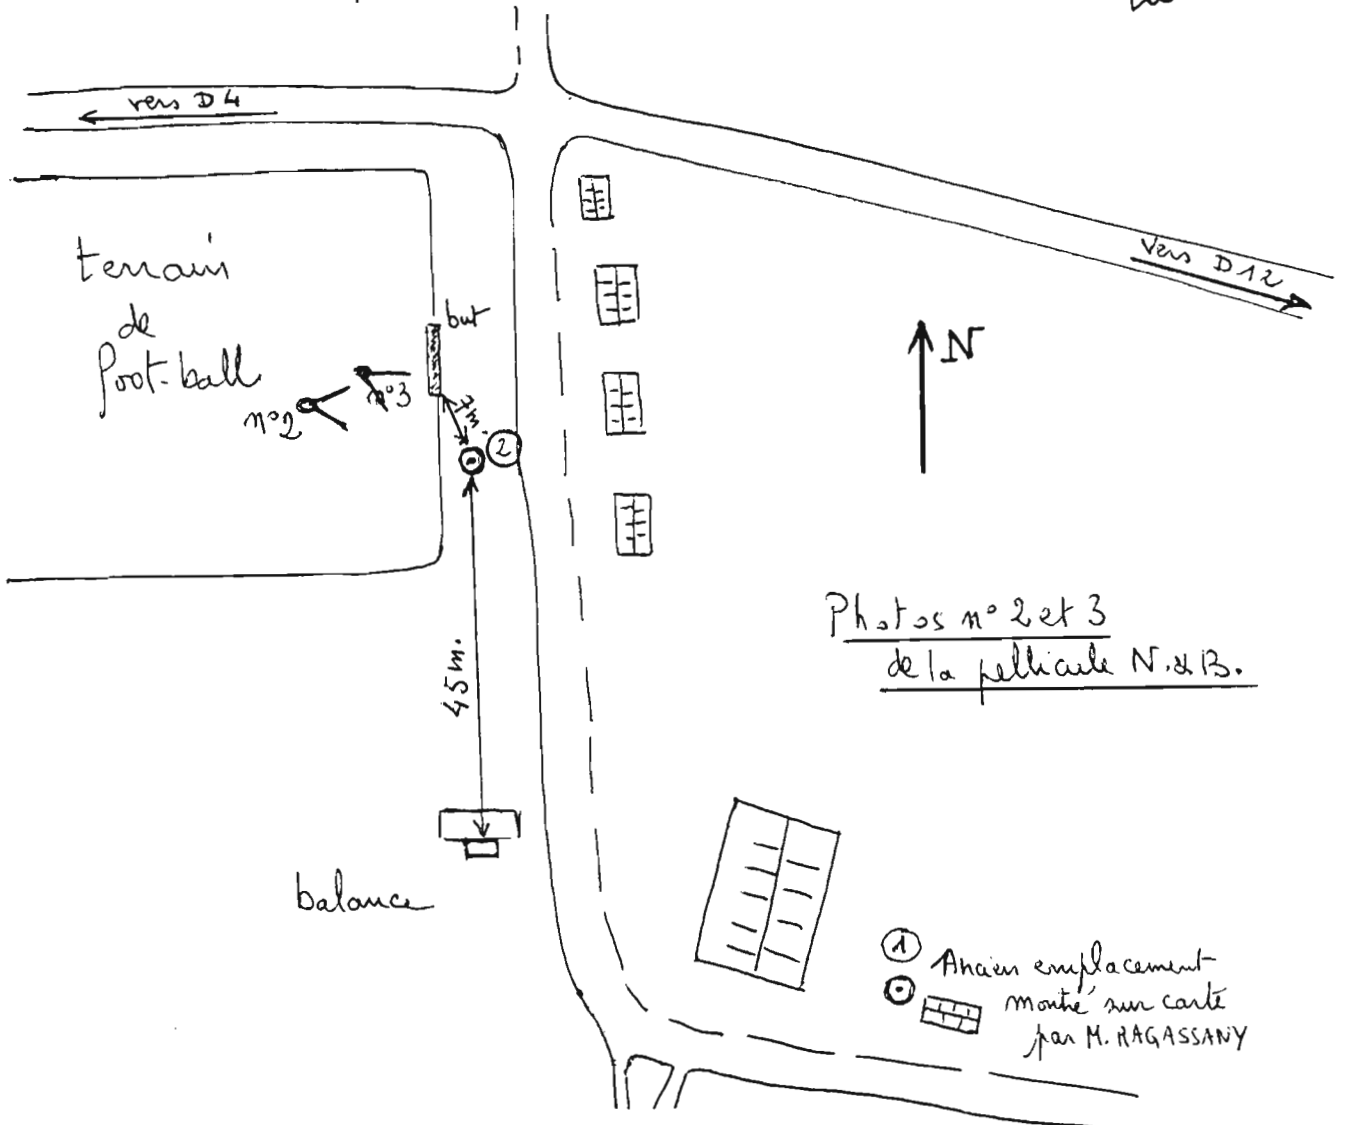 vers D4
terrain
de
foot-ball
but
Vers D12
N
n°3
n°2
7m.
2
45m.
Photos n° 2 et 3
de la pellicule N. & B.
balance
1
Ancien emplacement
montré sur carte
par M. RAGASSANY